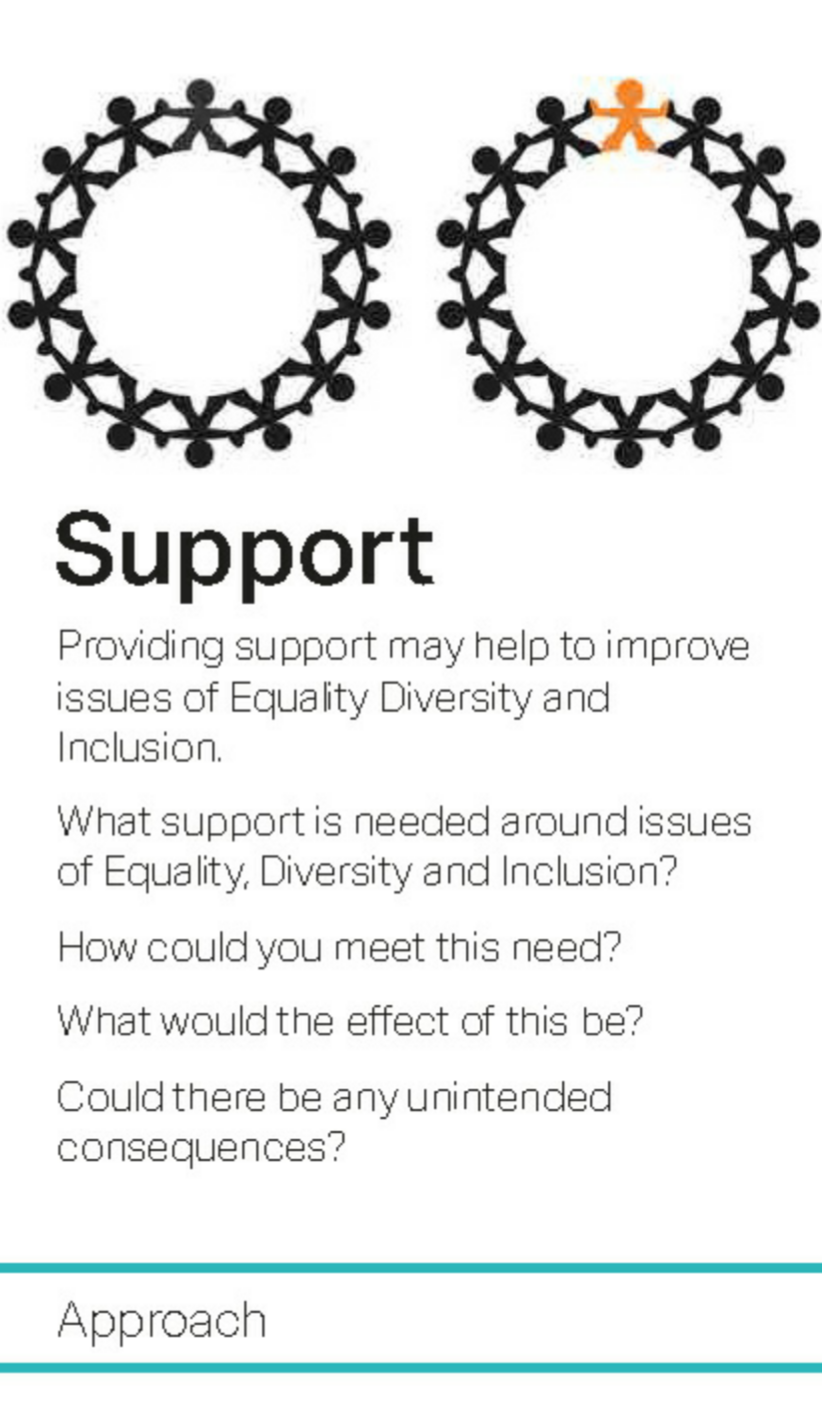 Support
Providing support may help to improve
issues of Equality Diversity and
Inclusion.
What support is needed around issues
of Equality, Diversity and Inclusion?
How could you meet this need?
What would the effect of this be?
Could there be any unintended
consequences?
Approach